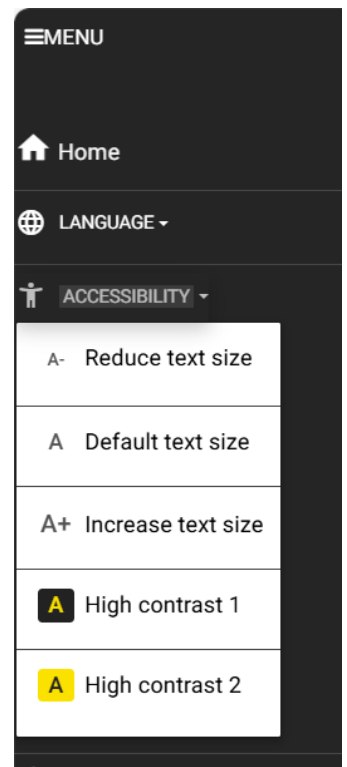 MENU
Home
LANGUAGE
ACCESSIBILITY
A- Reduce text size
A Default text size
A+ Increase text size
A High contrast 1
A High contrast 2